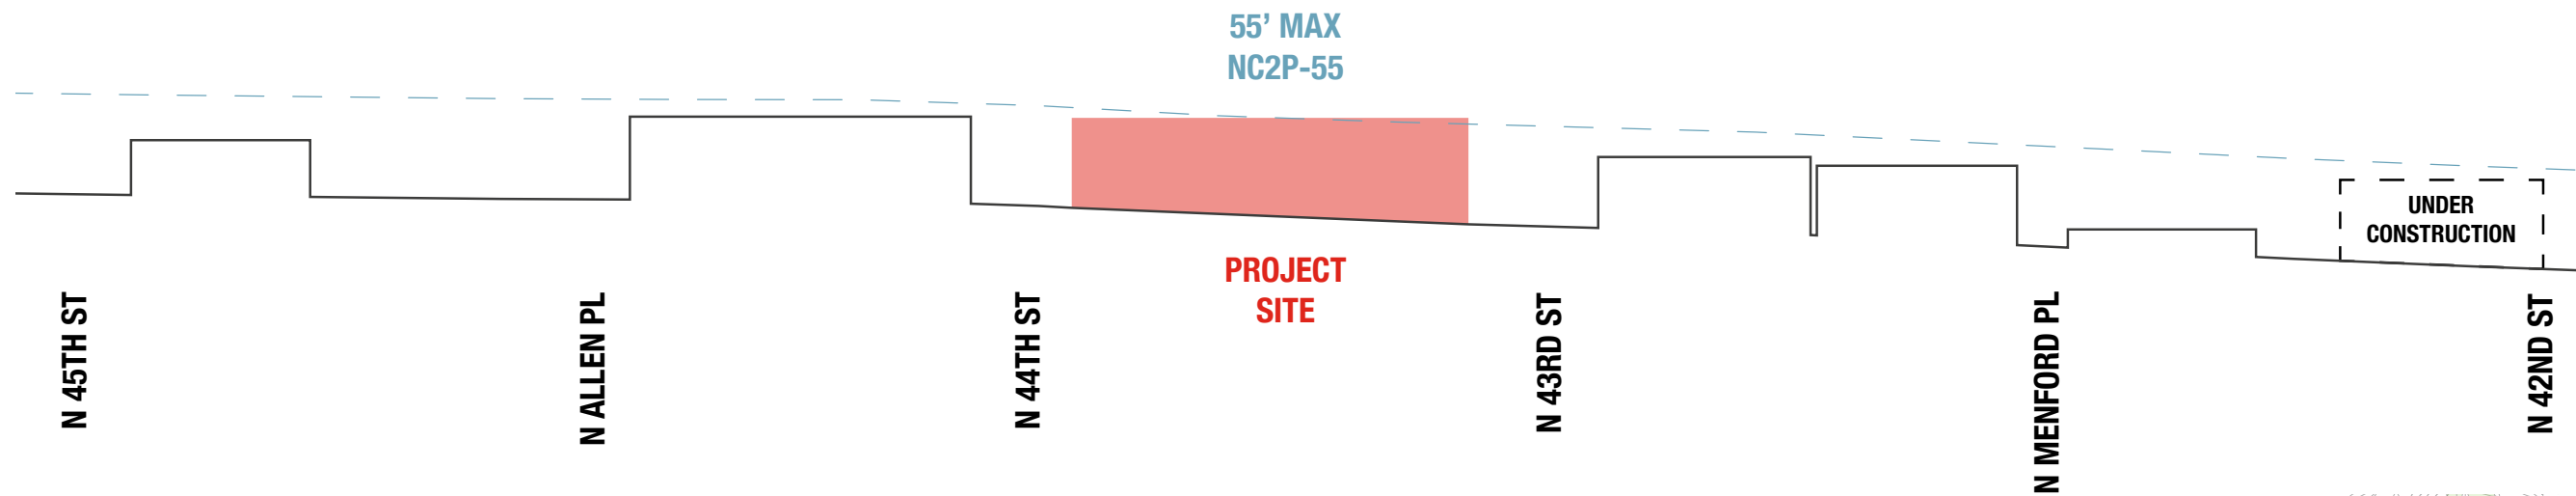 55’ MAX
NC2P-55
UNDER
CONSTRUCTION
PROJECT
SITE
N 45TH ST
N ALLEN PL
N 44TH ST
N 43RD ST
N MENFORD PL
N 42ND ST